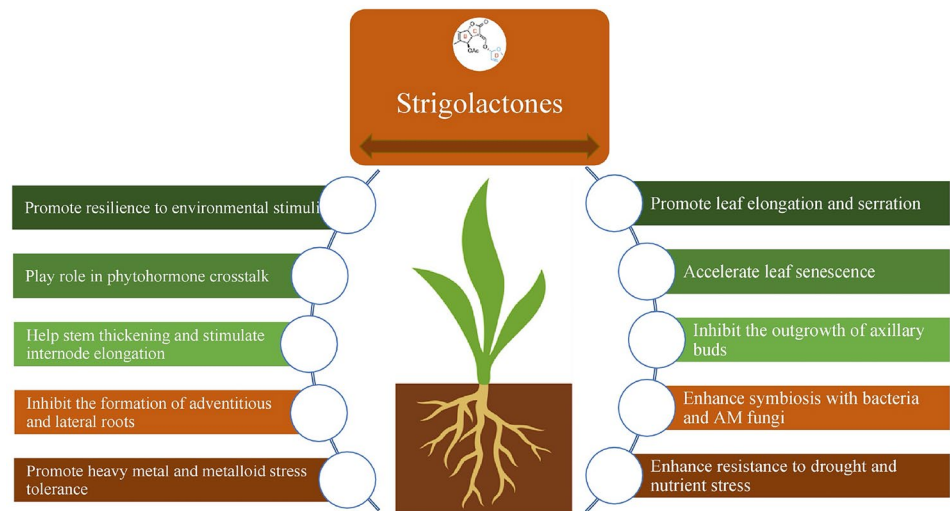 O
O
B
C
O
OAc
D
Strigolactones
Promote resilience to environmental stimuli
Play role in phytohormone crosstalk
Help stem thickening and stimulate
internode elongation
Inhibit the formation of adventitious
and lateral roots
Promote heavy metal and metalloid stress
tolerance
Promote leaf elongation and serration
Accelerate leaf senescence
Inhibit the outgrowth of axillary
buds
Enhance symbiosis with bacteria
and AM fungi
Enhance resistance to drought and
nutrient stress